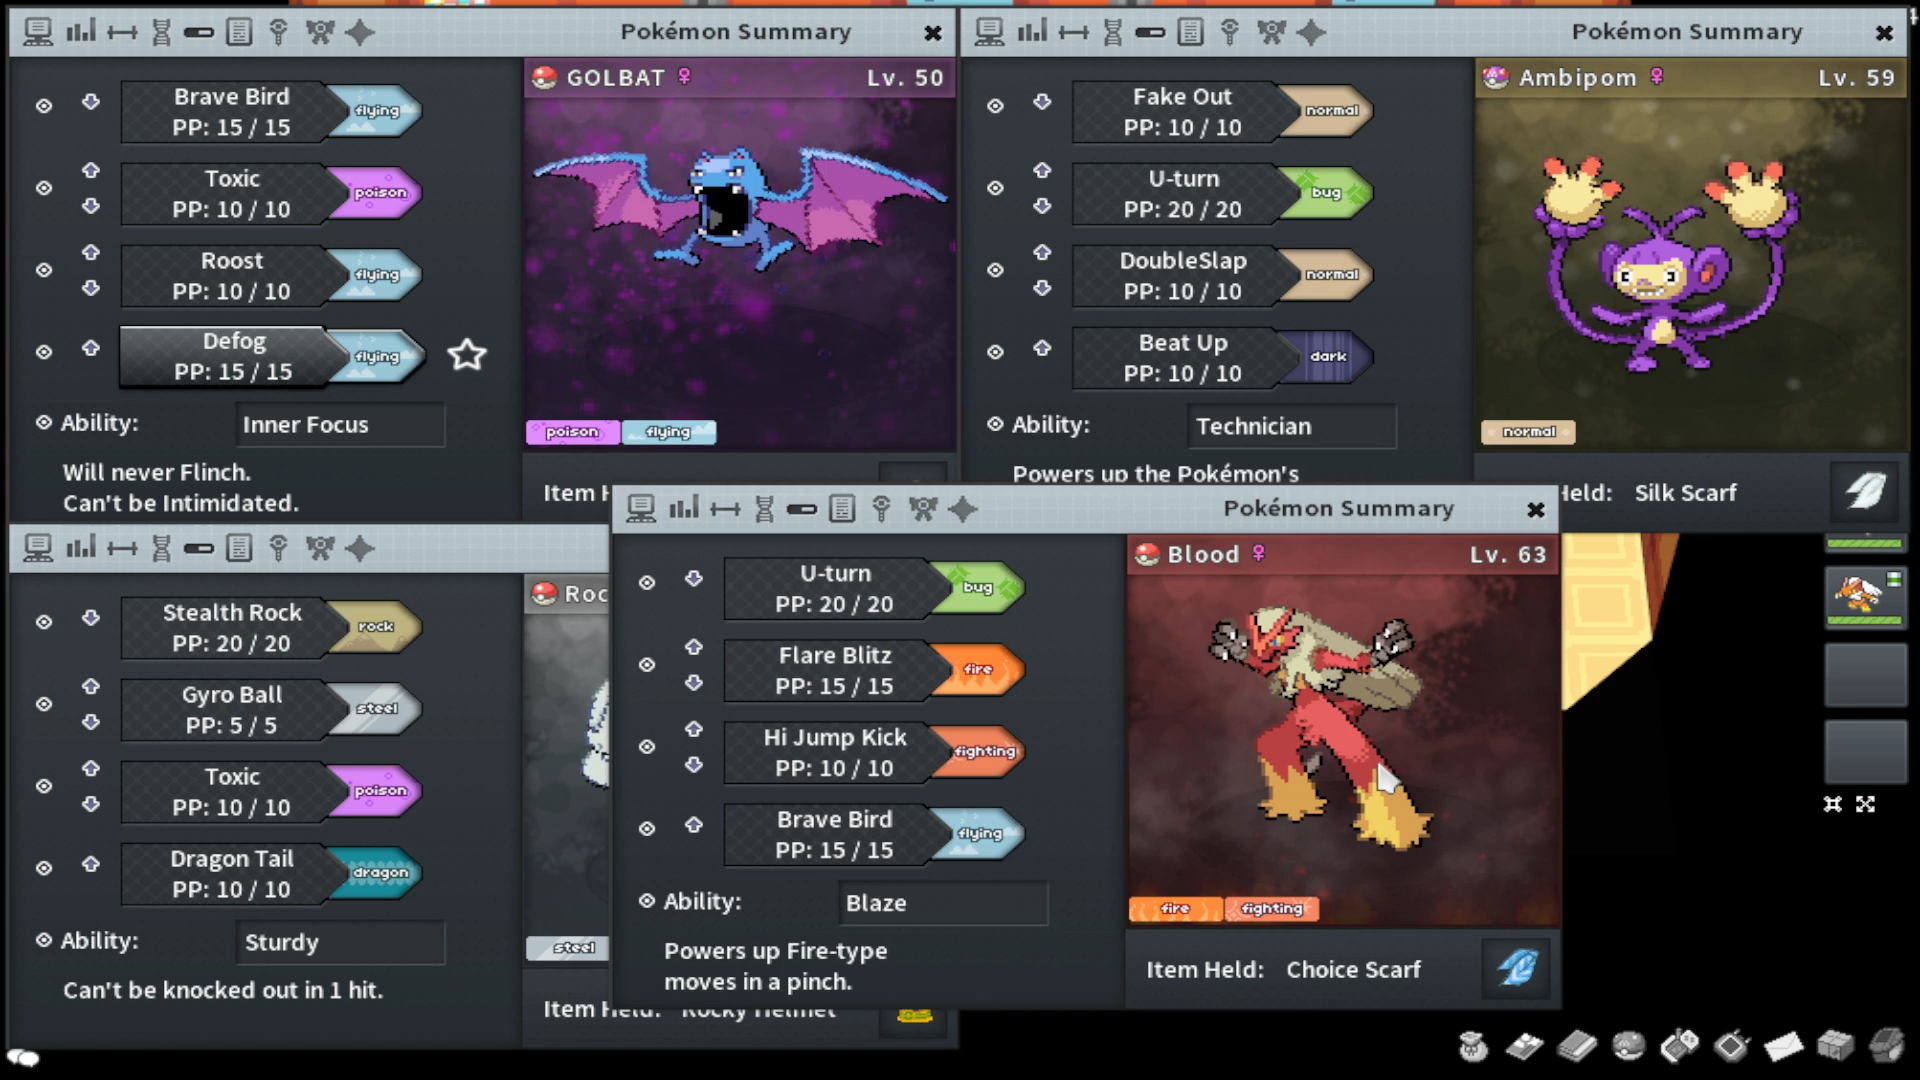 Pokémon Summary
Brave Bird
PP: 15 / 15
flying
Toxic
PP: 10 / 10
poison
Roost
PP: 10 / 10
flying
Defog
PP: 15 / 15
flying
Ability: Inner Focus
Will never Flinch.
Can't be Intimidated.
GOLBAT ♀ Lv. 50
poison flying
Pokémon Summary
Fake Out
PP: 10 / 10
normal
U-turn
PP: 20 / 20
bug
DoubleSlap
PP: 10 / 10
normal
Beat Up
PP: 10 / 10
dark
Ability: Technician
Powers up the Pokémon's
Ambipom ♀ Lv. 59
normal
Held: Silk Scarf
Stealth Rock
PP: 20 / 20
rock
Gyro Ball
PP: 5 / 5
steel
Toxic
PP: 10 / 10
poison
Dragon Tail
PP: 10 / 10
dragon
Ability: Sturdy
Can't be knocked out in 1 hit.
steel
Item Held: Rocky Helmet
Pokémon Summary
U-turn
PP: 20 / 20
bug
Flare Blitz
PP: 15 / 15
fire
Hi Jump Kick
PP: 10 / 10
fighting
Brave Bird
PP: 15 / 15
flying
Ability: Blaze
Powers up Fire-type
moves in a pinch.
Blood ♀ Lv. 63
fire fighting
Item Held: Choice Scarf